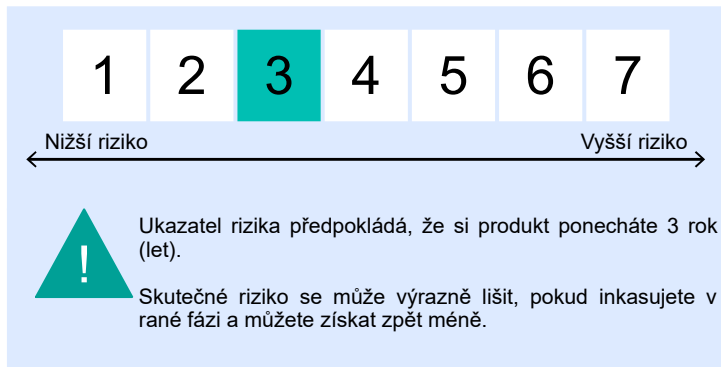 1 2 3 4 5 6 7
Nižší riziko Vyšší riziko
!
Ukazatel rizika předpokládá, že si produkt ponecháte 3 rok
(let).
Skutečné riziko se může výrazně lišit, pokud inkasujete v
rané fázi a můžete získat zpět méně.